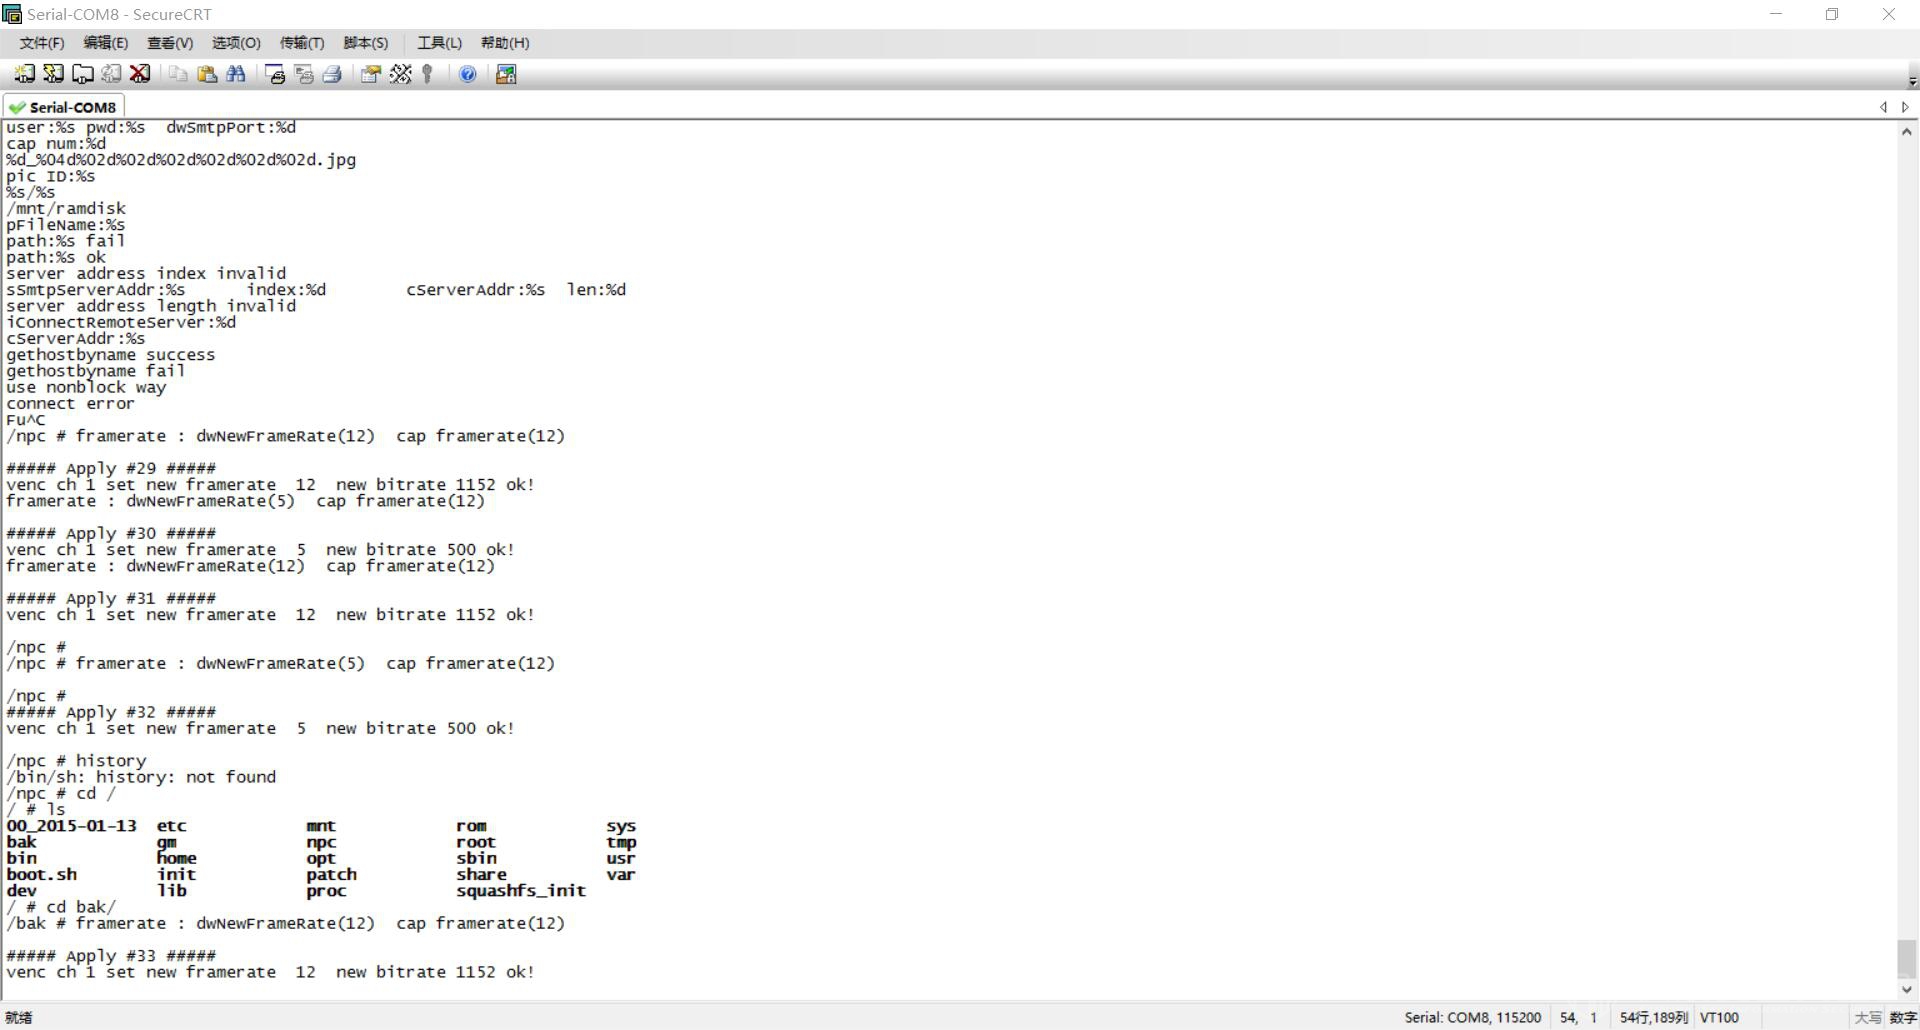 Serial-COM8 - SecureCRT
文件(F) 编辑(E) 查看(V) 选项(O) 传输(T) 脚本(S) 工具(L) 帮助(H)
Serial-COM8
user:%s pwd:%s  dwSmtpPort:%d
cap num:%d
%d_%04d%02d%02d%02d%02d%02d%02d.jpg
pic ID:%s
%s/%s
/mnt/ramdisk
pFileName:%s
path:%s fail
path:%s ok
server address index invalid
sSmtpServerAddr:%s      index:%d        cServerAddr:%s  len:%d
server address length invalid
iConnectRemoteServer:%d
cServerAddr:%s
gethostbyname success
gethostbyname fail
use nonblock way
connect error
Fu^C
/npc # framerate : dwNewFrameRate(12)  cap framerate(12)
##### Apply #29 #####
venc ch 1 set new framerate  12  new bitrate 1152 ok!
framerate : dwNewFrameRate(5)  cap framerate(12)
##### Apply #30 #####
venc ch 1 set new framerate  5  new bitrate 500 ok!
framerate : dwNewFrameRate(12)  cap framerate(12)
##### Apply #31 #####
venc ch 1 set new framerate  12  new bitrate 1152 ok!
/npc #
/npc # framerate : dwNewFrameRate(5)  cap framerate(12)
/npc #
##### Apply #32 #####
venc ch 1 set new framerate  5  new bitrate 500 ok!
/npc # history
/bin/sh: history: not found
/npc # cd /
/ # ls
00_2015-01-13  etc            mnt            rom            sys
bak            gm             npc            root           tmp
bin            home           opt            sbin           usr
boot.sh        init           patch          share          var
dev            lib            proc           squashfs_init
/ # cd bak/
/bak # framerate : dwNewFrameRate(12)  cap framerate(12)
##### Apply #33 #####
venc ch 1 set new framerate  12  new bitrate 1152 ok!
就绪 Serial: COM8, 115200 54, 1 54行,189列 VT100 大写 数字